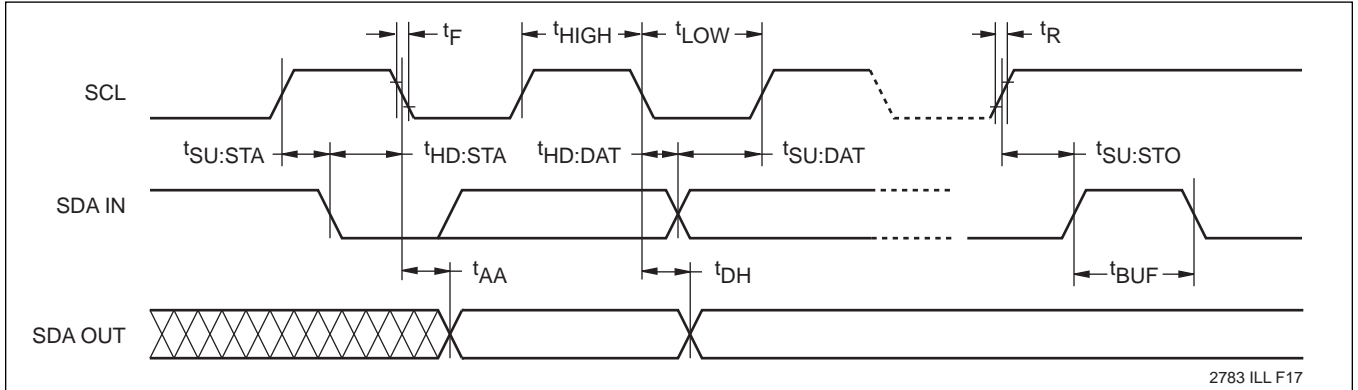 tF tHIGH tLOW tR
SCL
tSU:STA tHD:STA tHD:DAT tSU:DAT tSU:STO
SDA IN
tAA tDH tBUF
SDA OUT
2783 ILL F17